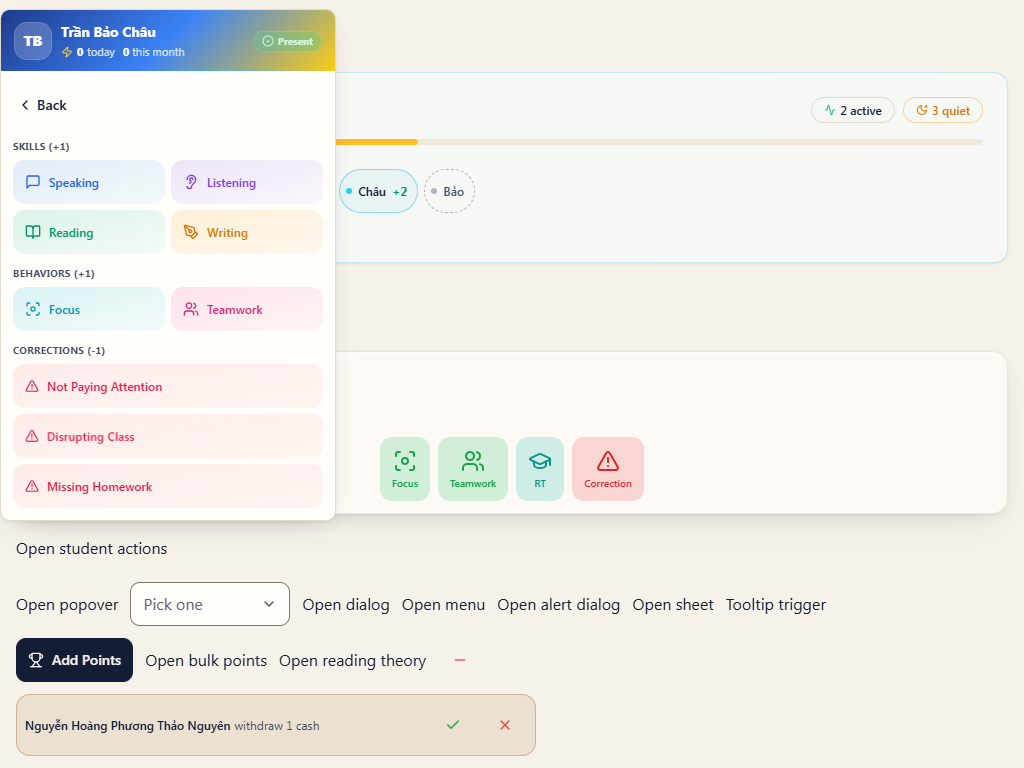 TB
Trần Bảo Châu
0 today 0 this month
Present
Back
SKILLS (+1)
Speaking
Listening
Reading
Writing
BEHAVIORS (+1)
Focus
Teamwork
CORRECTIONS (-1)
Not Paying Attention
Disrupting Class
Missing Homework
2 active
3 quiet
Châu +2
Bảo
Focus
Teamwork
RT
Correction
Open student actions
Open popover
Pick one
Open dialog
Open menu
Open alert dialog
Open sheet
Tooltip trigger
Add Points
Open bulk points
Open reading theory
Nguyễn Hoàng Phương Thảo Nguyên withdraw 1 cash